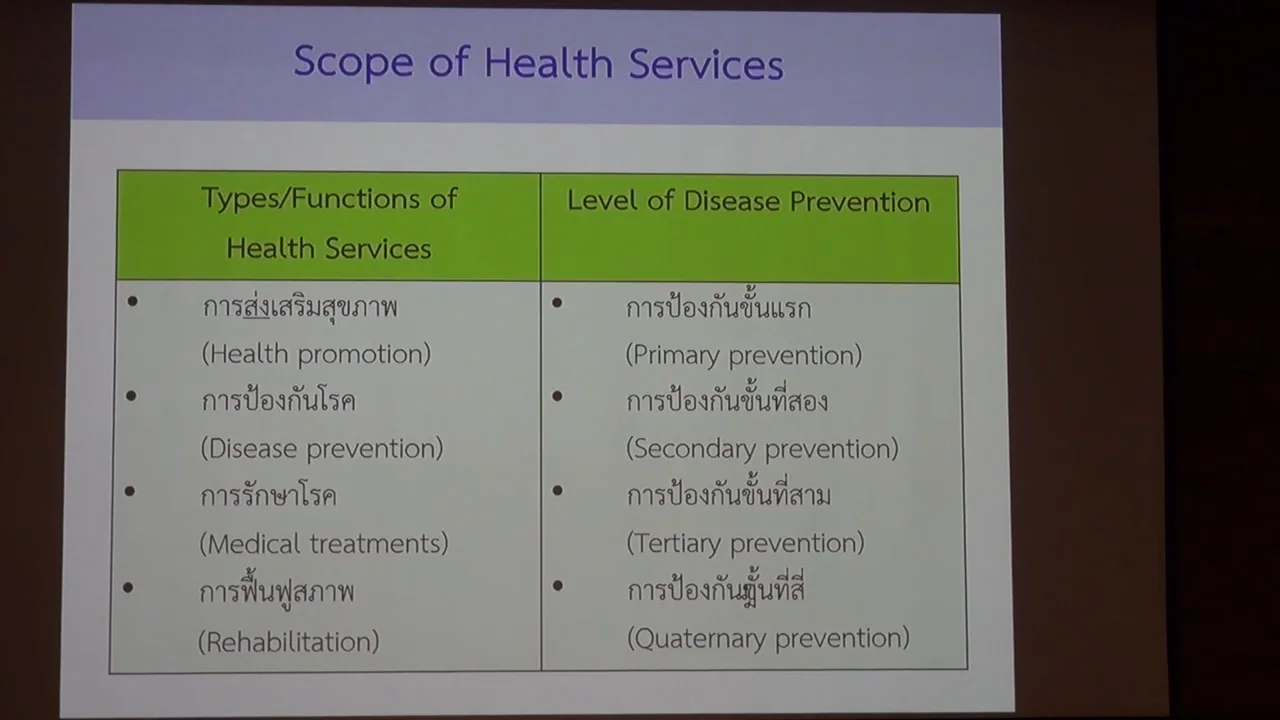 Scope of Health Services
Types/Functions of
Health Services
Level of Disease Prevention
• การส่งเสริมสุขภาพ
(Health promotion)
• การป้องกันโรค
(Disease prevention)
• การรักษาโรค
(Medical treatments)
• การฟื้นฟูสภาพ
(Rehabilitation)
• การป้องกันขั้นแรก
(Primary prevention)
• การป้องกันขั้นที่สอง
(Secondary prevention)
• การป้องกันขั้นที่สาม
(Tertiary prevention)
• การป้องกันขั้นที่สี่
(Quaternary prevention)